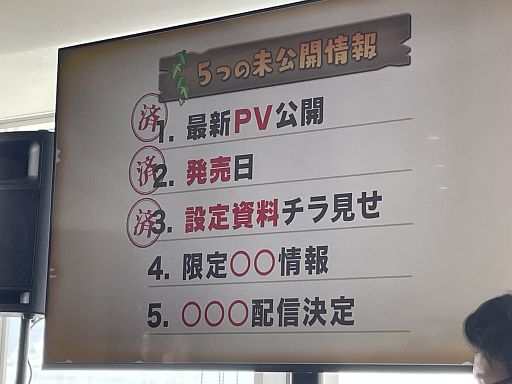 5つの未公開情報
済
1. 最新PV公開
済
2. 発売日
済
3. 設定資料チラ見せ
4. 限定〇〇情報
5. 〇〇〇配信決定